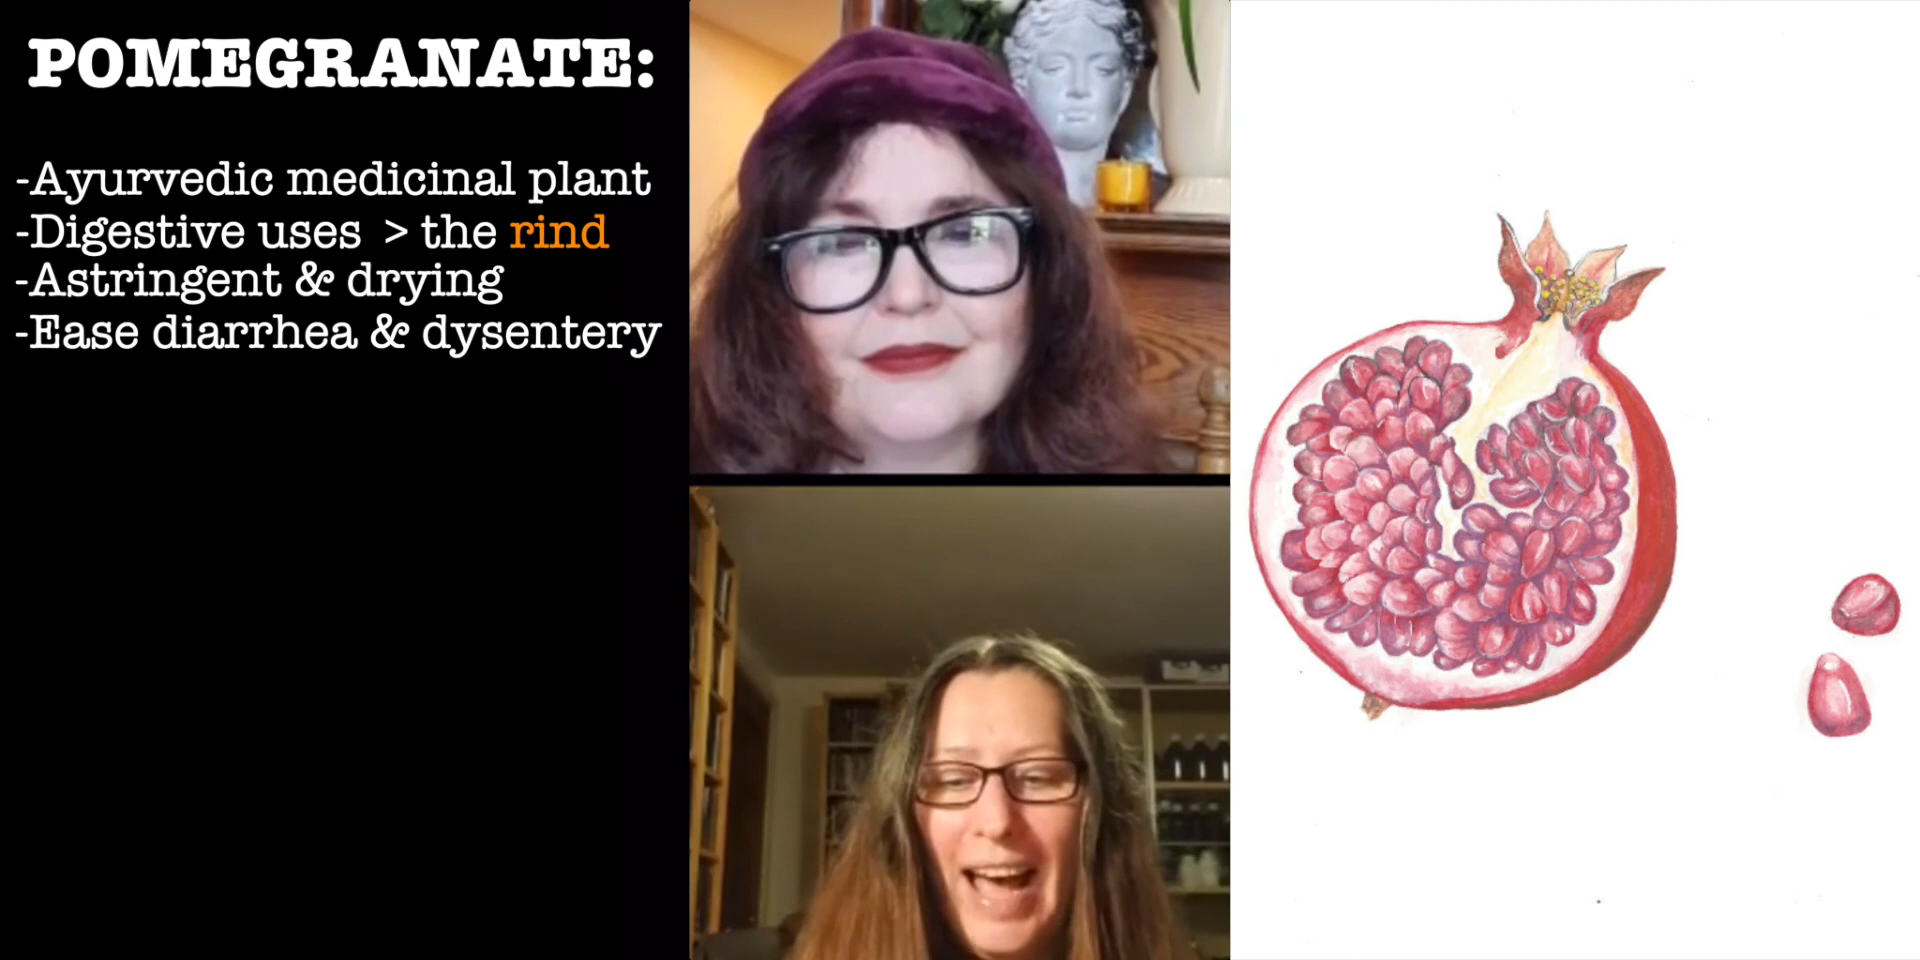 POMEGRANATE:
-Ayurvedic medicinal plant
-Digestive uses > the rind
-Astringent & drying
-Ease diarrhea & dysentery